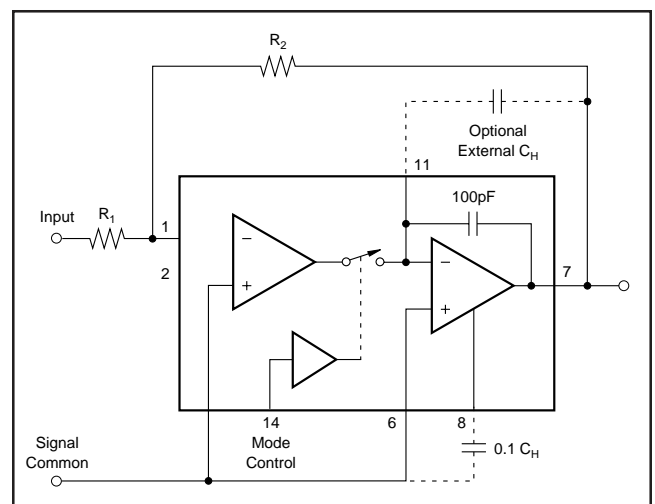 R2
Optional
External CH
11
100pF
Input
R1
1
2
−
+
−
+
7
14
6
8
Mode
Control
0.1 CH
Signal
Common